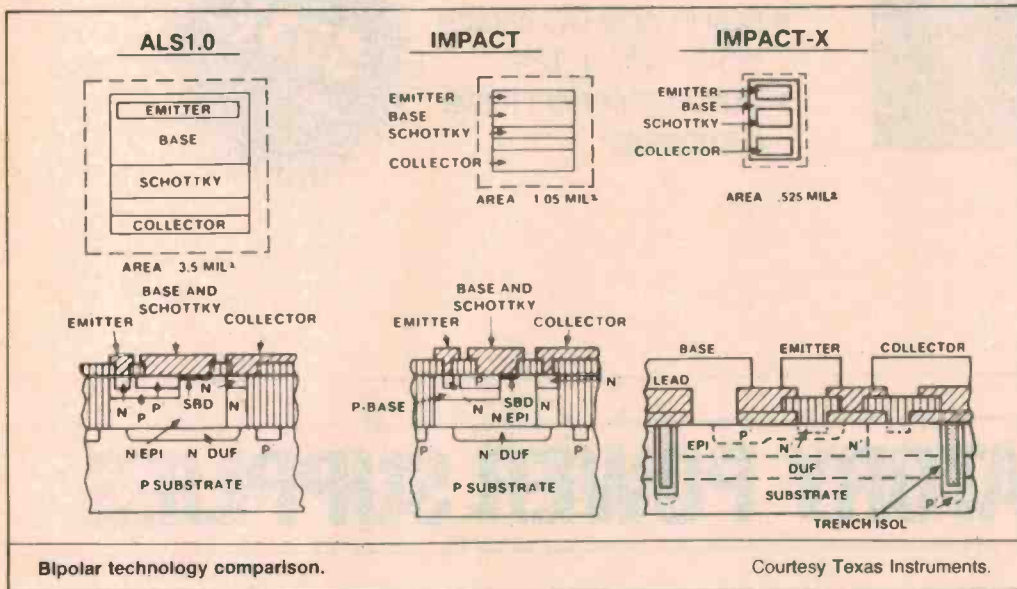 ALS1.0
EMITTER
BASE
SCHOTTKY
COLLECTOR
AREA 3.5 MIL²
IMPACT
EMITTER
BASE
SCHOTTKY
COLLECTOR
AREA 1 05 MIL²
IMPACT-X
EMITTER
BASE
SCHOTTKY
COLLECTOR
AREA .525 MIL²
BASE AND
SCHOTTKY
EMITTER
COLLECTOR
N
N
P
P
SBD
N
N EPI
N DUF
P
P
P SUBSTRATE
BASE AND
SCHOTTKY
EMITTER
COLLECTOR
P
N
P-BASE
N
SBD
N EPI
N
N DUF
P SUBSTRATE
BASE
EMITTER
COLLECTOR
LEAD
EPI
P
N
N
DUF
SUBSTRATE
P
TRENCH ISOL
Bipolar technology comparison.
Courtesy Texas Instruments.